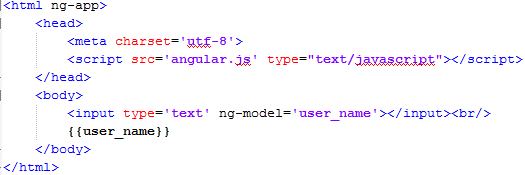 <html ng-app>
<head>
<meta charset='utf-8'>
<script src='angular.js' type="text/javascript"></script>
</head>
<body>
<input type='text' ng-model='user_name'></input><br/>
{{user_name}}
</body>
</html>